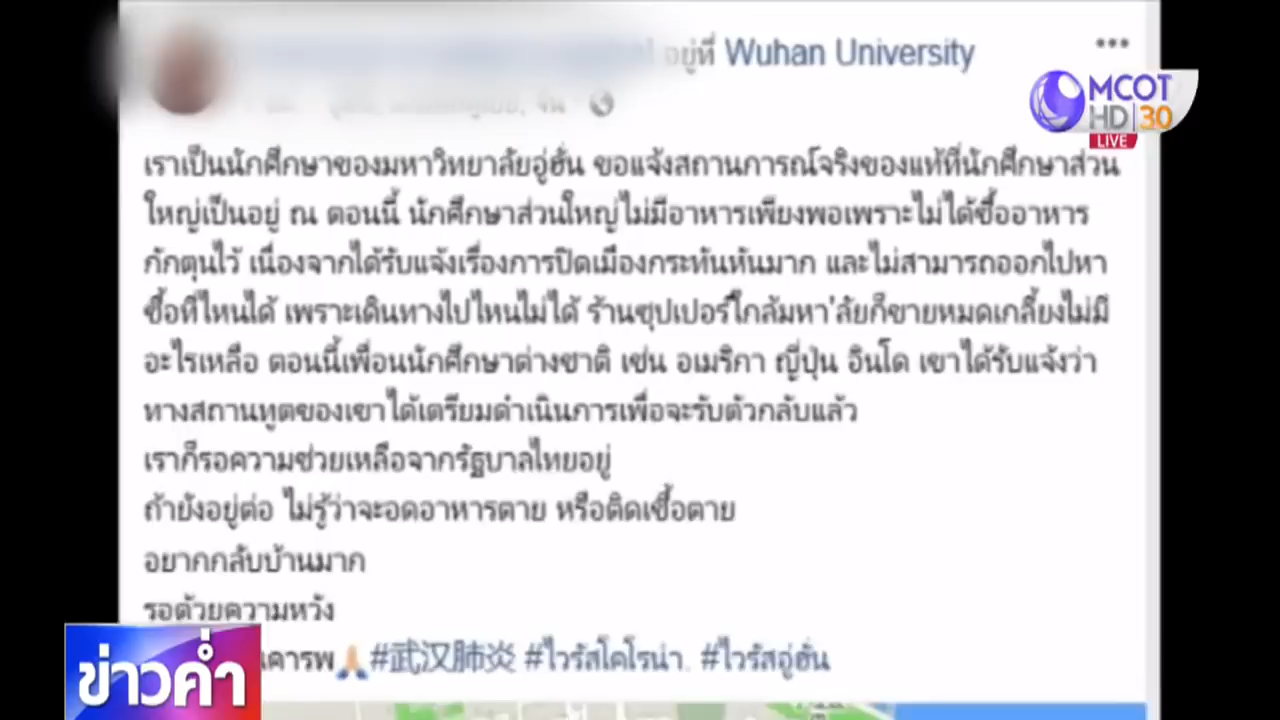 อยู่ที่ Wuhan University
MCOT
HD 30
LIVE
เราเป็นนักศึกษาของมหาวิทยาลัยอู่ฮั่น ขอแจ้งสถานการณ์จริงของแท้ที่นักศึกษาส่วน
ใหญ่เป็นอยู่ ณ ตอนนี้ นักศึกษาส่วนใหญ่ไม่มีอาหารเพียงพอเพราะไม่ได้ซื้ออาหาร
กักตุนไว้ เนื่องจากได้รับแจ้งเรื่องการปิดเมืองกระทันหันมาก และไม่สามารถออกไปหา
ซื้อที่ไหนได้ เพราะเดินทางไปไหนไม่ได้ ร้านซุปเปอร์ใกล้มหา'ลัยก็ขายหมดเกลี้ยงไม่มี
อะไรเหลือ ตอนนี้เพื่อนนักศึกษาต่างชาติ เช่น อเมริกา ญี่ปุ่น อินโด เขาได้รับแจ้งว่า
ทางสถานทูตของเขาได้เตรียมดำเนินการเพื่อจะรับตัวกลับแล้ว
เราก็รอความช่วยเหลือจากรัฐบาลไทยอยู่
ถ้ายังอยู่ต่อ ไม่รู้ว่าจะอดอาหารตาย หรือติดเชื้อตาย
อยากกลับบ้านมาก
รอด้วยความหวัง
เคารพ🙏#武汉肺炎 #ไวรัสโคโรน่า. #ไวรัสอู่ฮั่น
ข่าวค่ำ